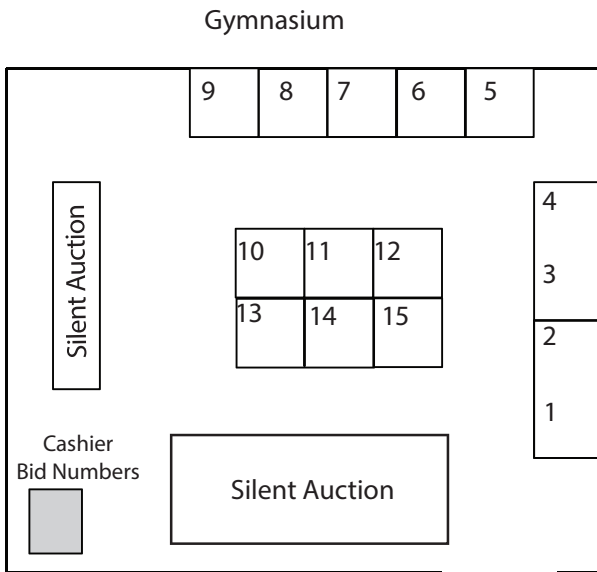 Gymnasium
9 8 7 6 5
4
3
2
1
10 11 12
13 14 15
Silent Auction
Cashier
Bid Numbers
Silent Auction